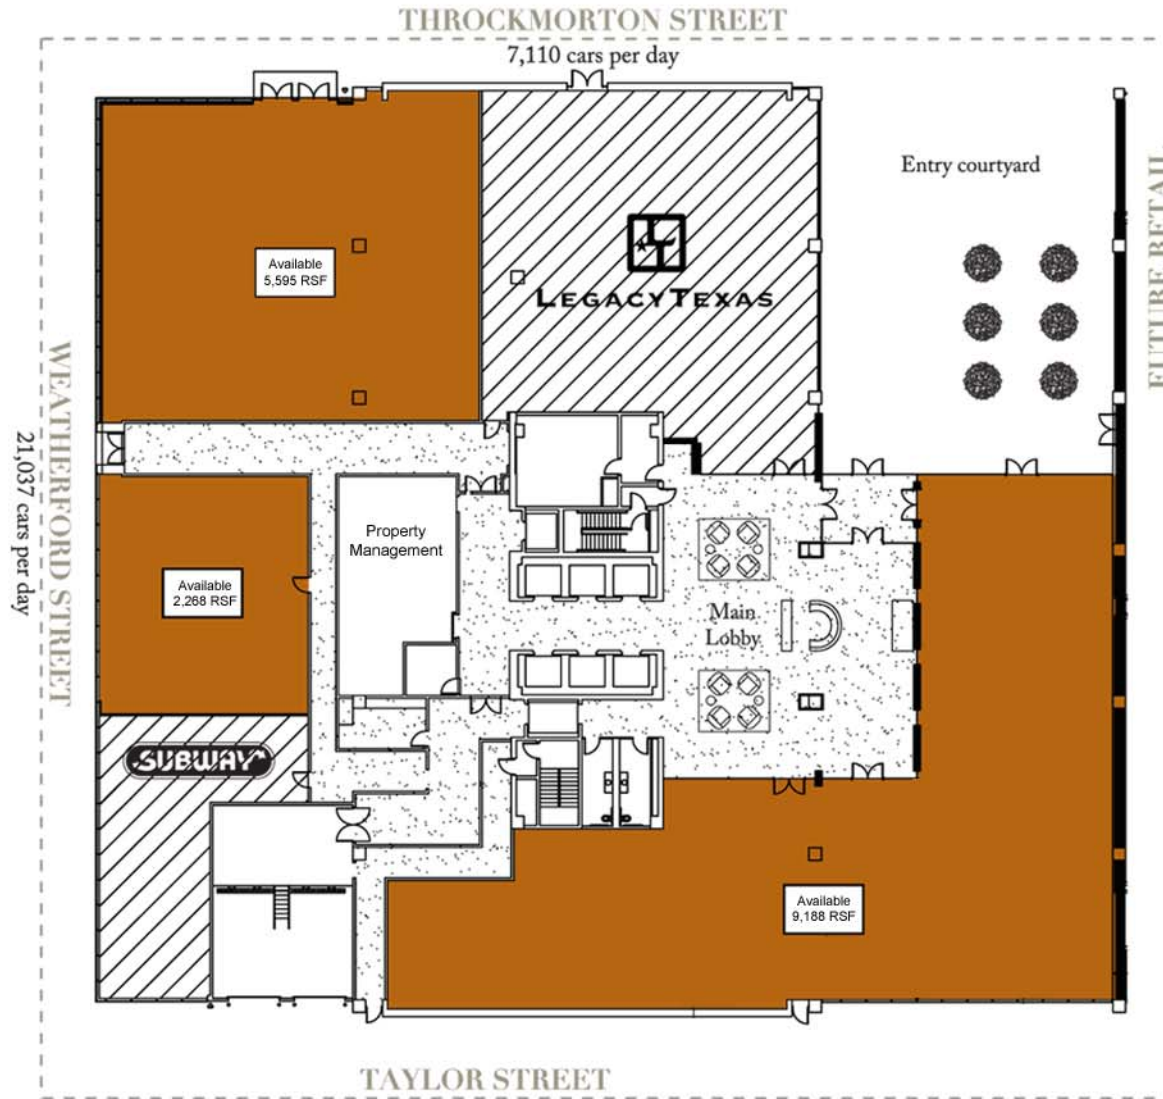 THROCKMORTON STREET
7,110 cars per day
Entry courtyard
FUTURE RETAIL
Available
5,595 RSF
LEGACYTEXAS
WEATHERFORD STREET
21,037 cars per day
Property
Management
Available
2,268 RSF
Main
Lobby
SUBWAY
Available
9,188 RSF
TAYLOR STREET